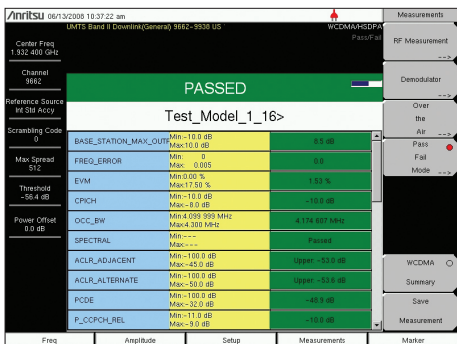 Anritsu 06/13/2008 10:37:22 am
UMTS Band II Downlink(General) 9662-9938 US
WCDMA/HSDPA
Pass/Fail
Center Freq
1.932 400 GHz
Channel
9662
Reference Source
Int Std Accy
Scrambling Code
0
Max Spread
512
Threshold
-56.4 dB
Power Offset
0.0 dB
PASSED
Test_Model_1_16>
BASE_STATION_MAX_OUTP Min:-10.0 dB Max:10.0 dB 8.5 dB
FREQ_ERROR Min: 0 Max: 0.005 0.0
EVM Min:0.00 % Max:17.50 % 1.53 %
CPICH Min:-10.0 dB Max:-8.0 dB -10.0 dB
OCC_BW Min:4.099 999 MHz Max:4.300 MHz 4.174 607 MHz
SPECTRAL Min:--- Max:--- Passed
ACLR_ADJACENT Min:-100.0 dB Max:-45.0 dB Upper -53.0 dB
ACLR_ALTERNATE Min:-100.0 dB Max:-50.0 dB Upper -53.6 dB
PCDE Min:-100.0 dB Max:-32.0 dB -48.9 dB
P_CCPCH_REL Min:-11.0 dB Max:-9.0 dB -10.0 dB
Measurements
RF Measurement
-->
Demodulator
-->
Over
the
Air -->
Pass
Fail
Mode -->
WCDMA
Summary
Save
Measurement
Freq Amplitude Setup Measurements Marker